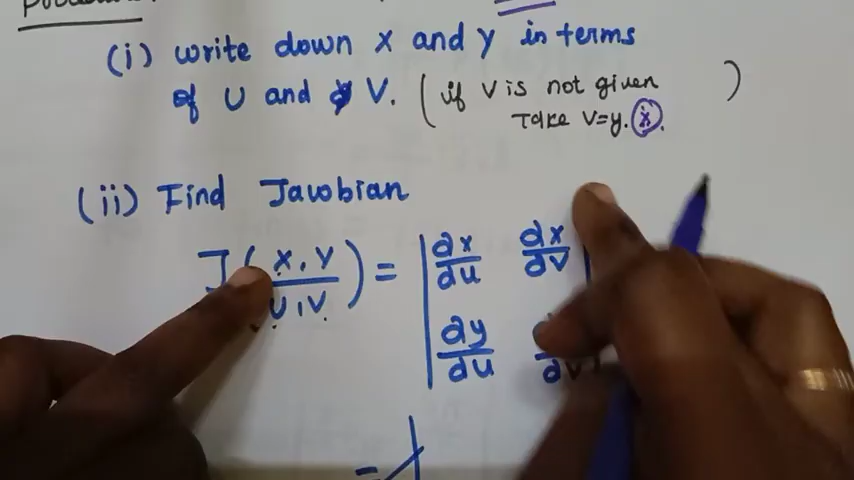 (i) write down x and y in terms
of U and V. ( if V is not given )
Take V=y. x.
(ii) Find Jacobian
J ( x, y / U, V ) = | dx/du dx/dv
dy/du
=